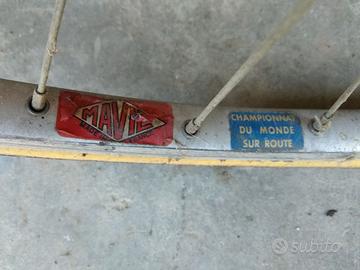 MAVIC
CHAMPIONNAT
DU MONDE
SUR ROUTE
subito